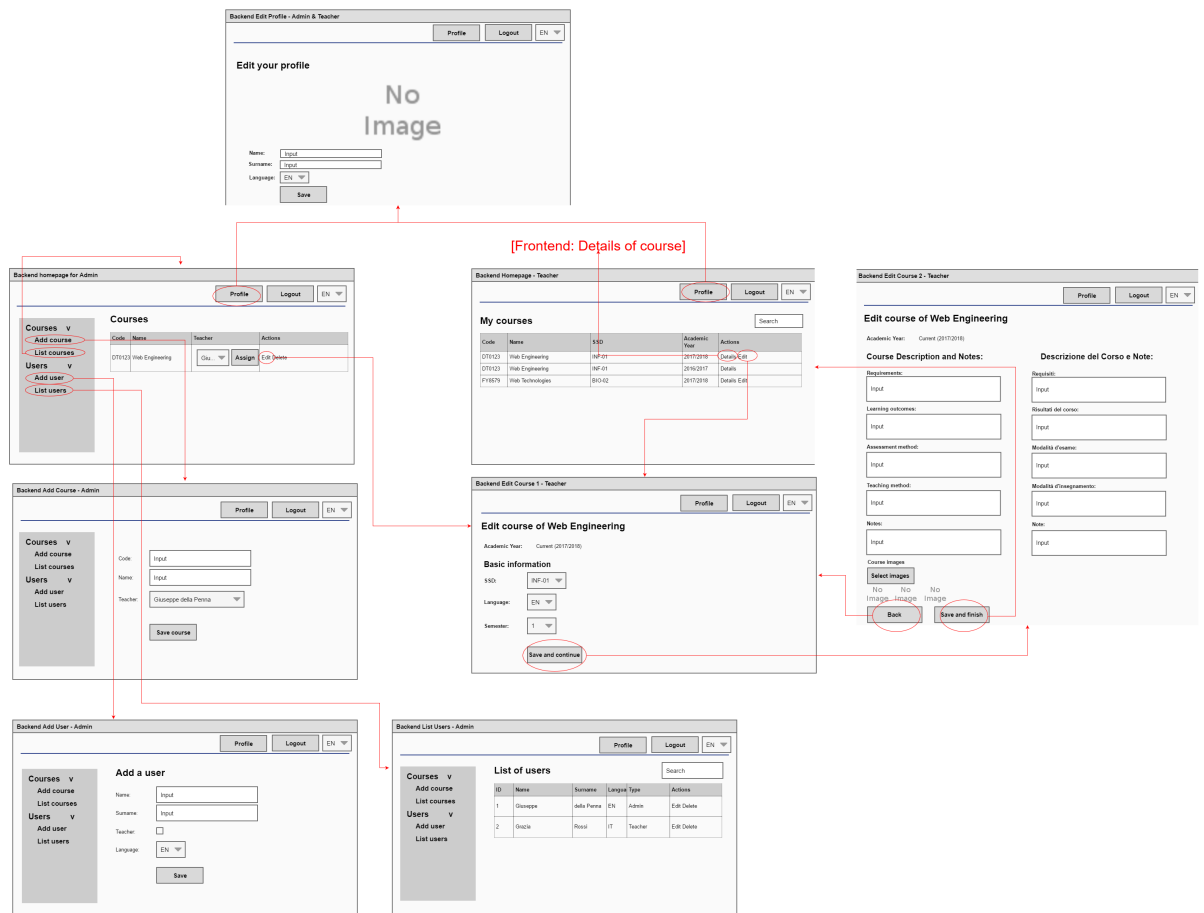 Backend Edit Profile - Admin & Teacher
Profile
Logout
EN
Edit your profile
No
Image
Name:
Input
Surname:
Input
Language:
EN
Save
[Frontend: Details of course]
Backend homepage for Admin
Profile
Logout
EN
Courses v
Add course
List courses
Users v
Add user
List users
Courses
Code Name Teacher Actions
DT0123 Web Engineering Giu... Assign Edit Delete
Backend Homepage - Teacher
Profile
Logout
EN
My courses
Search
Code Name SSD Academic Year Actions
DT0123 Web Engineering INF-01 2017/2018 Details Edit
DT0123 Web Engineering INF-01 2016/2017 Details
FY8579 Web Technologies BIO-02 2017/2018 Details Edit
Backend Edit Course 2 - Teacher
Profile
Logout
EN
Edit course of Web Engineering
Academic Year: Current (2017/2018)
Course Description and Notes:
Descrizione del Corso e Note:
Requirements:
Input
Requisiti:
Input
Learning outcomes:
Input
Risultati del corso:
Input
Assessment method:
Input
Modalità d'esame:
Input
Teaching method:
Input
Modalità d'insegnamento:
Input
Notes:
Input
Note:
Input
Course images
Select images
No No No
Image Image Image
Back
Save and finish
Backend Add Course - Admin
Profile
Logout
EN
Courses v
Add course
List courses
Users v
Add user
List users
Code:
Input
Name:
Input
Teacher:
Giuseppe della Penna
Save course
Backend Edit Course 1 - Teacher
Profile
Logout
EN
Edit course of Web Engineering
Academic Year: Current (2017/2018)
Basic information
SSD:
INF-01
Language:
EN
Semester:
1
Save and continue
Backend Add User - Admin
Profile
Logout
EN
Courses v
Add course
List courses
Users v
Add user
List users
Add a user
Name:
Input
Surname
Input
Teacher:
Language:
EN
Save
Backend List Users - Admin
Profile
Logout
EN
Courses v
Add course
List courses
Users v
Add user
List users
List of users
Search
ID Name Surname Langua Type Actions
1 Giuseppe della Penna EN Admin Edit Delete
2 Grazia Rossi IT Teacher Edit Delete